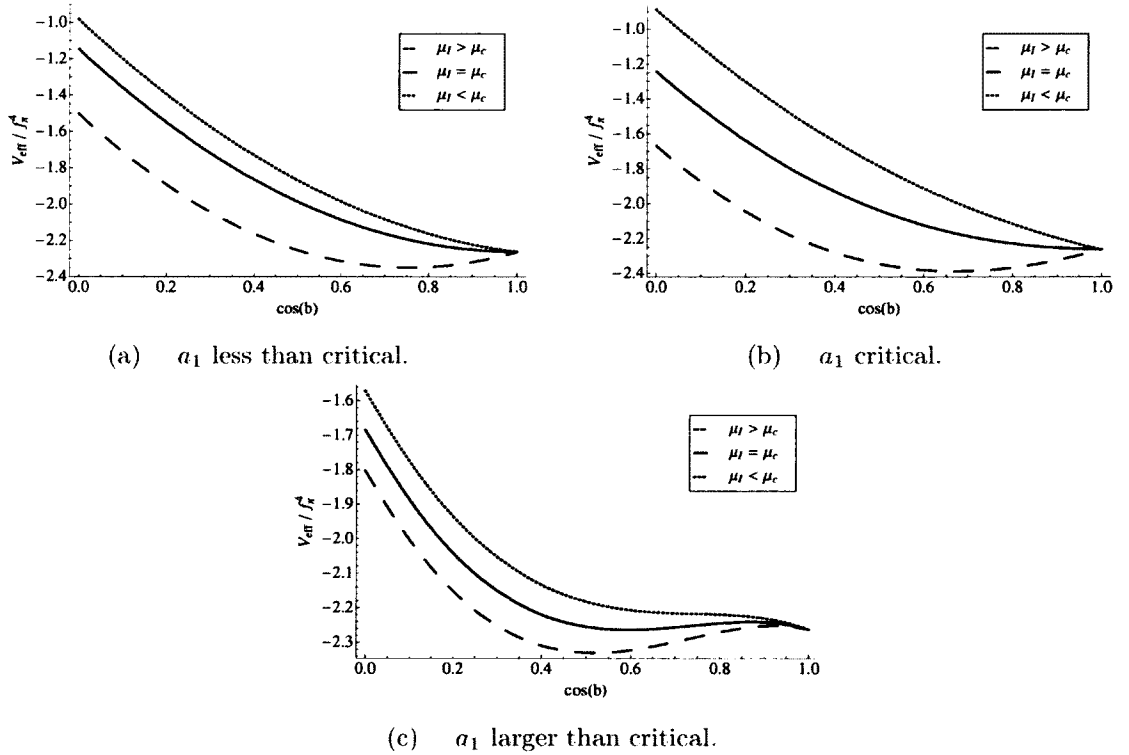 −1.0
−1.2
−1.4
−1.6
−1.8
−2.0
−2.2
−2.4
V_eff / f_π^4
0.0 0.2 0.4 0.6 0.8 1.0
cos(b)
μ_I > μ_c
μ_I = μ_c
μ_I < μ_c
(a) a_1 less than critical.
−1.0
−1.2
−1.4
−1.6
−1.8
−2.0
−2.2
−2.4
V_eff / f_π^4
0.0 0.2 0.4 0.6 0.8 1.0
cos(b)
μ_I > μ_c
μ_I = μ_c
μ_I < μ_c
(b) a_1 critical.
−1.6
−1.7
−1.8
−1.9
−2.0
−2.1
−2.2
−2.3
V_eff / f_π^4
0.0 0.2 0.4 0.6 0.8 1.0
cos(b)
μ_I > μ_c
μ_I = μ_c
μ_I < μ_c
(c) a_1 larger than critical.